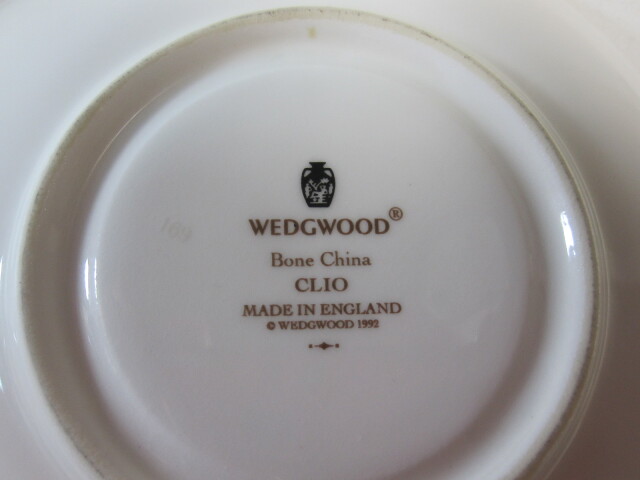 WEDGWOOD®
Bone China
CLIO
MADE IN ENGLAND
© WEDGWOOD 1992